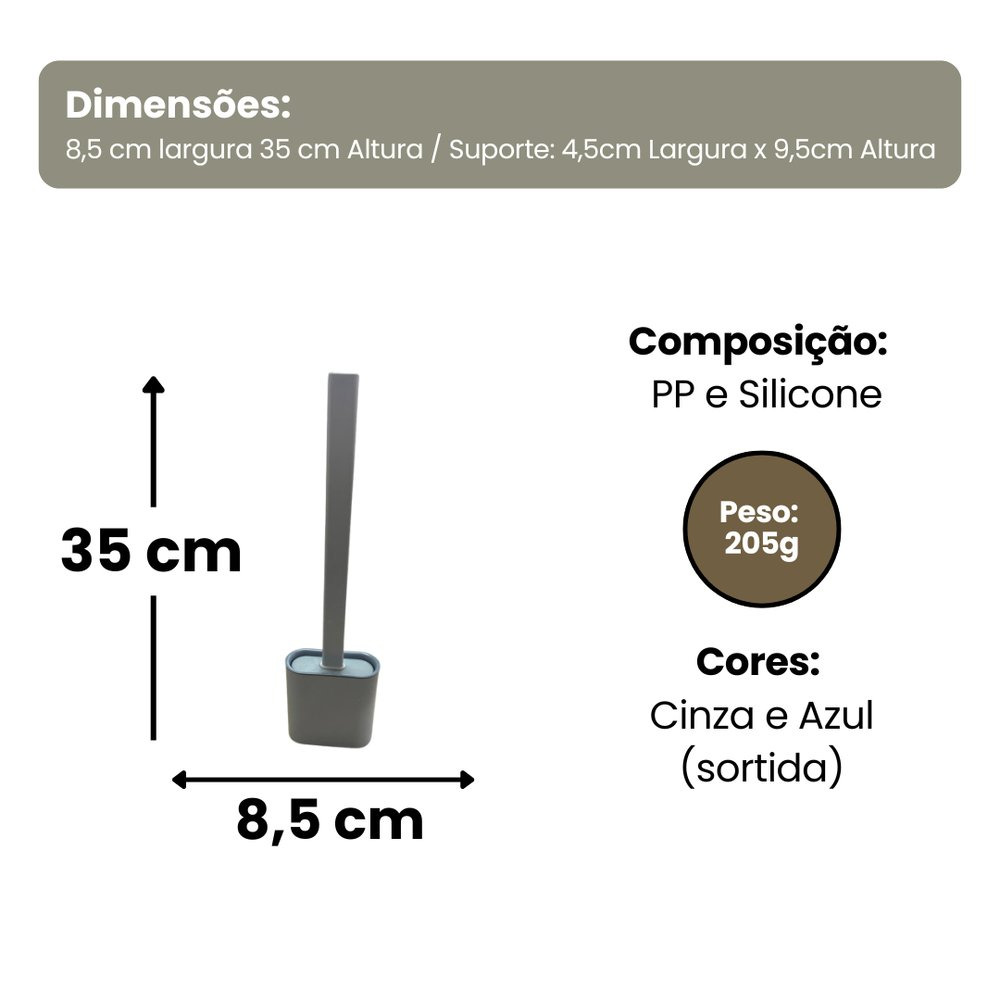 Dimensões:
8,5 cm largura 35 cm Altura / Suporte: 4,5cm Largura x 9,5cm Altura
Composição:
PP e Silicone
35 cm
Peso:
205g
Cores:
Cinza e Azul
(sortida)
8,5 cm